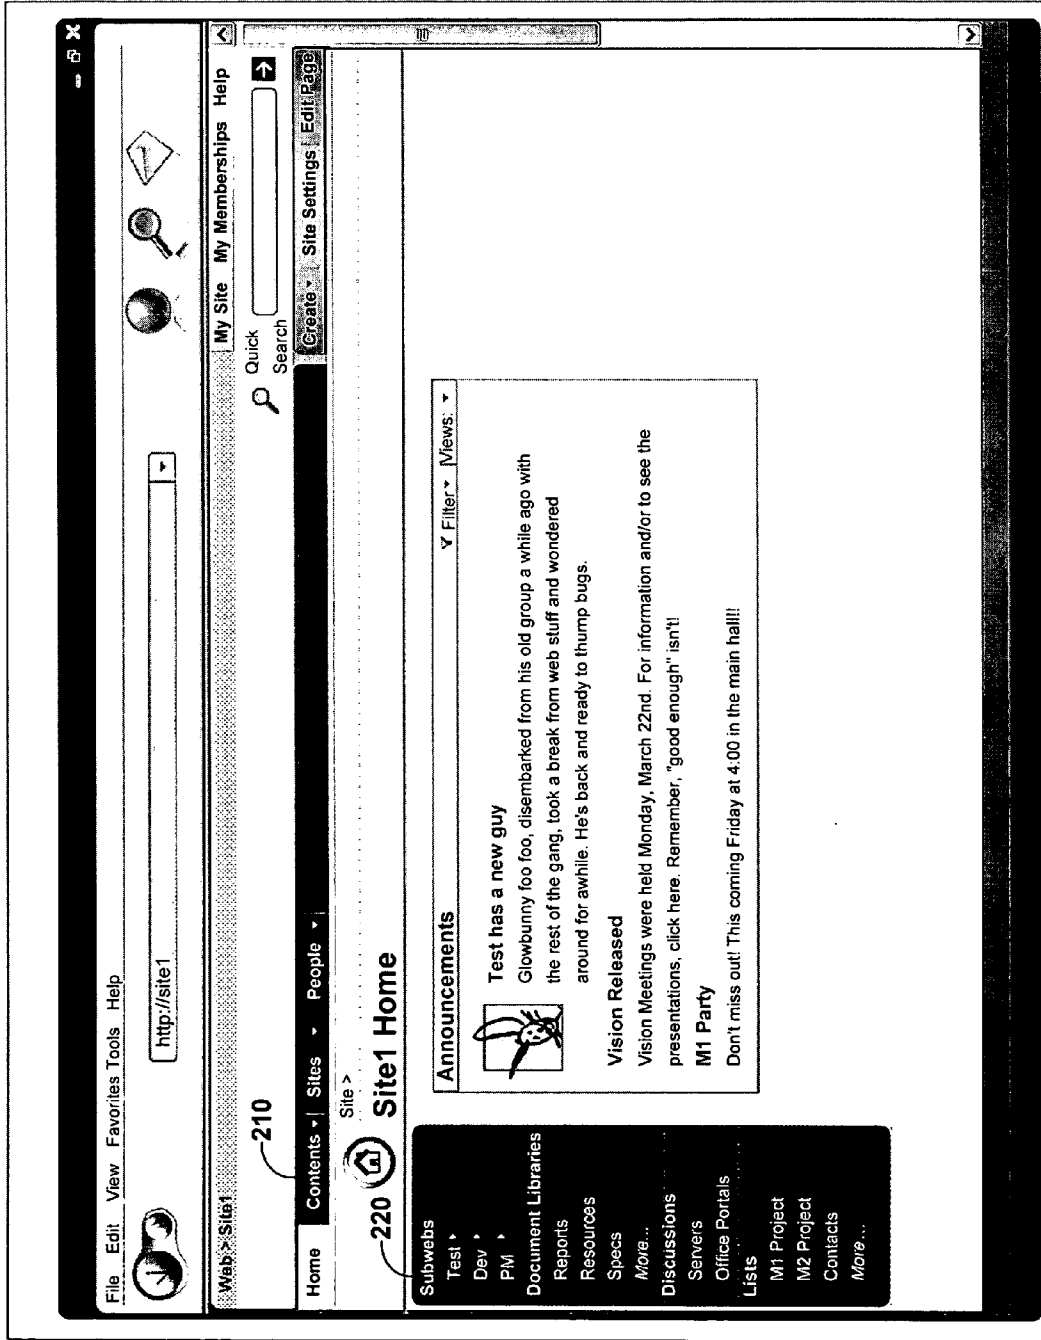 File Edit View Favorites Tools Help
http://site1
Web > Site1
My Site My Memberships Help
210
Quick
Search
Home Contents Sites People
Create Site Settings Edit Page
Site >
220
Site1 Home
Subwebs
Test
Dev
PM
Document Libraries
Reports
Resources
Specs
More...
Discussions
Servers
Office Portals
Lists
M1 Project
M2 Project
Contacts
More...
Announcements
Filter Views:
Test has a new guy
Glowbunny foo foo, disembarked from his old group a while ago with
the rest of the gang, took a break from web stuff and wondered
around for awhile. He's back and ready to thump bugs.
Vision Released
Vision Meetings were held Monday, March 22nd. For information and/or to see the
presentations, click here. Remember, "good enough" isn't!
M1 Party
Don't miss out! This coming Friday at 4:00 in the main hall!!